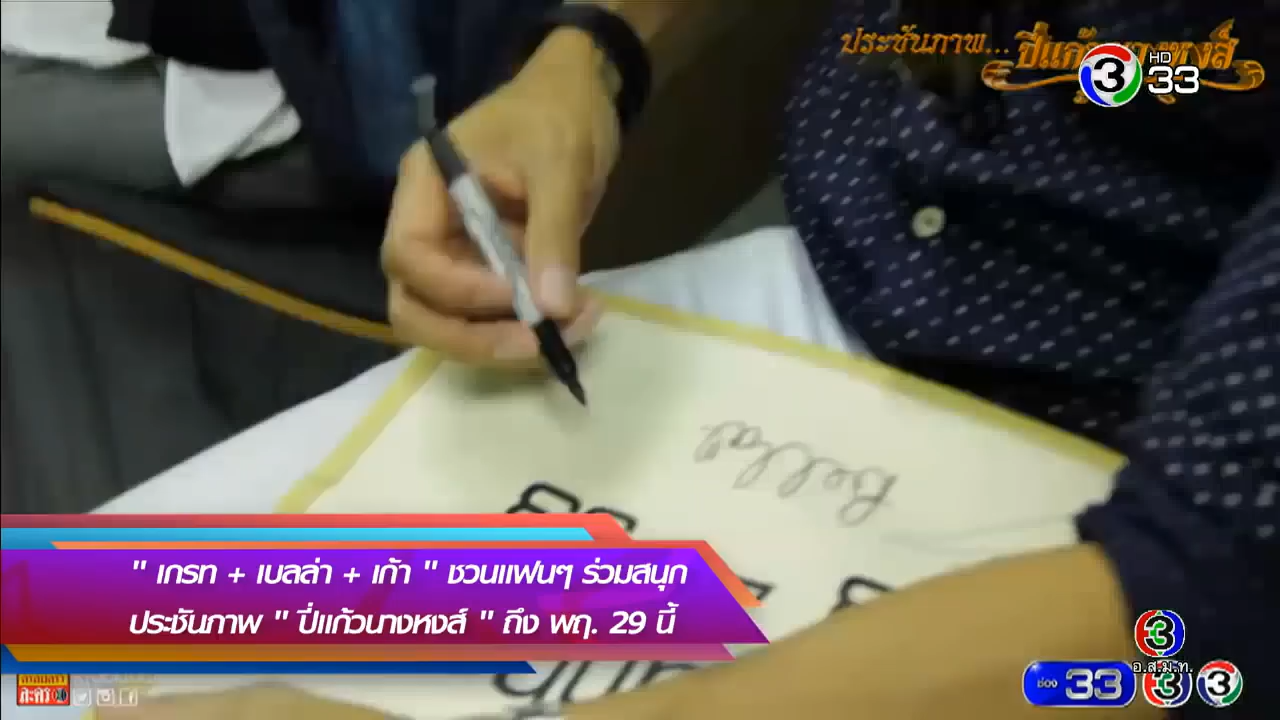 ประชันภาพ... ปี่แก้วนางหงส์
3 HD 33
Bella
" เกรท + เบลล่า + เก้า " ชวนแฟนๆ ร่วมสนุก
ประชันภาพ " ปี่แก้วนางหงส์ " ถึง พฤ. 29 นี้
3
อ.ส.ม.ท.
ช่อง 33 3 3